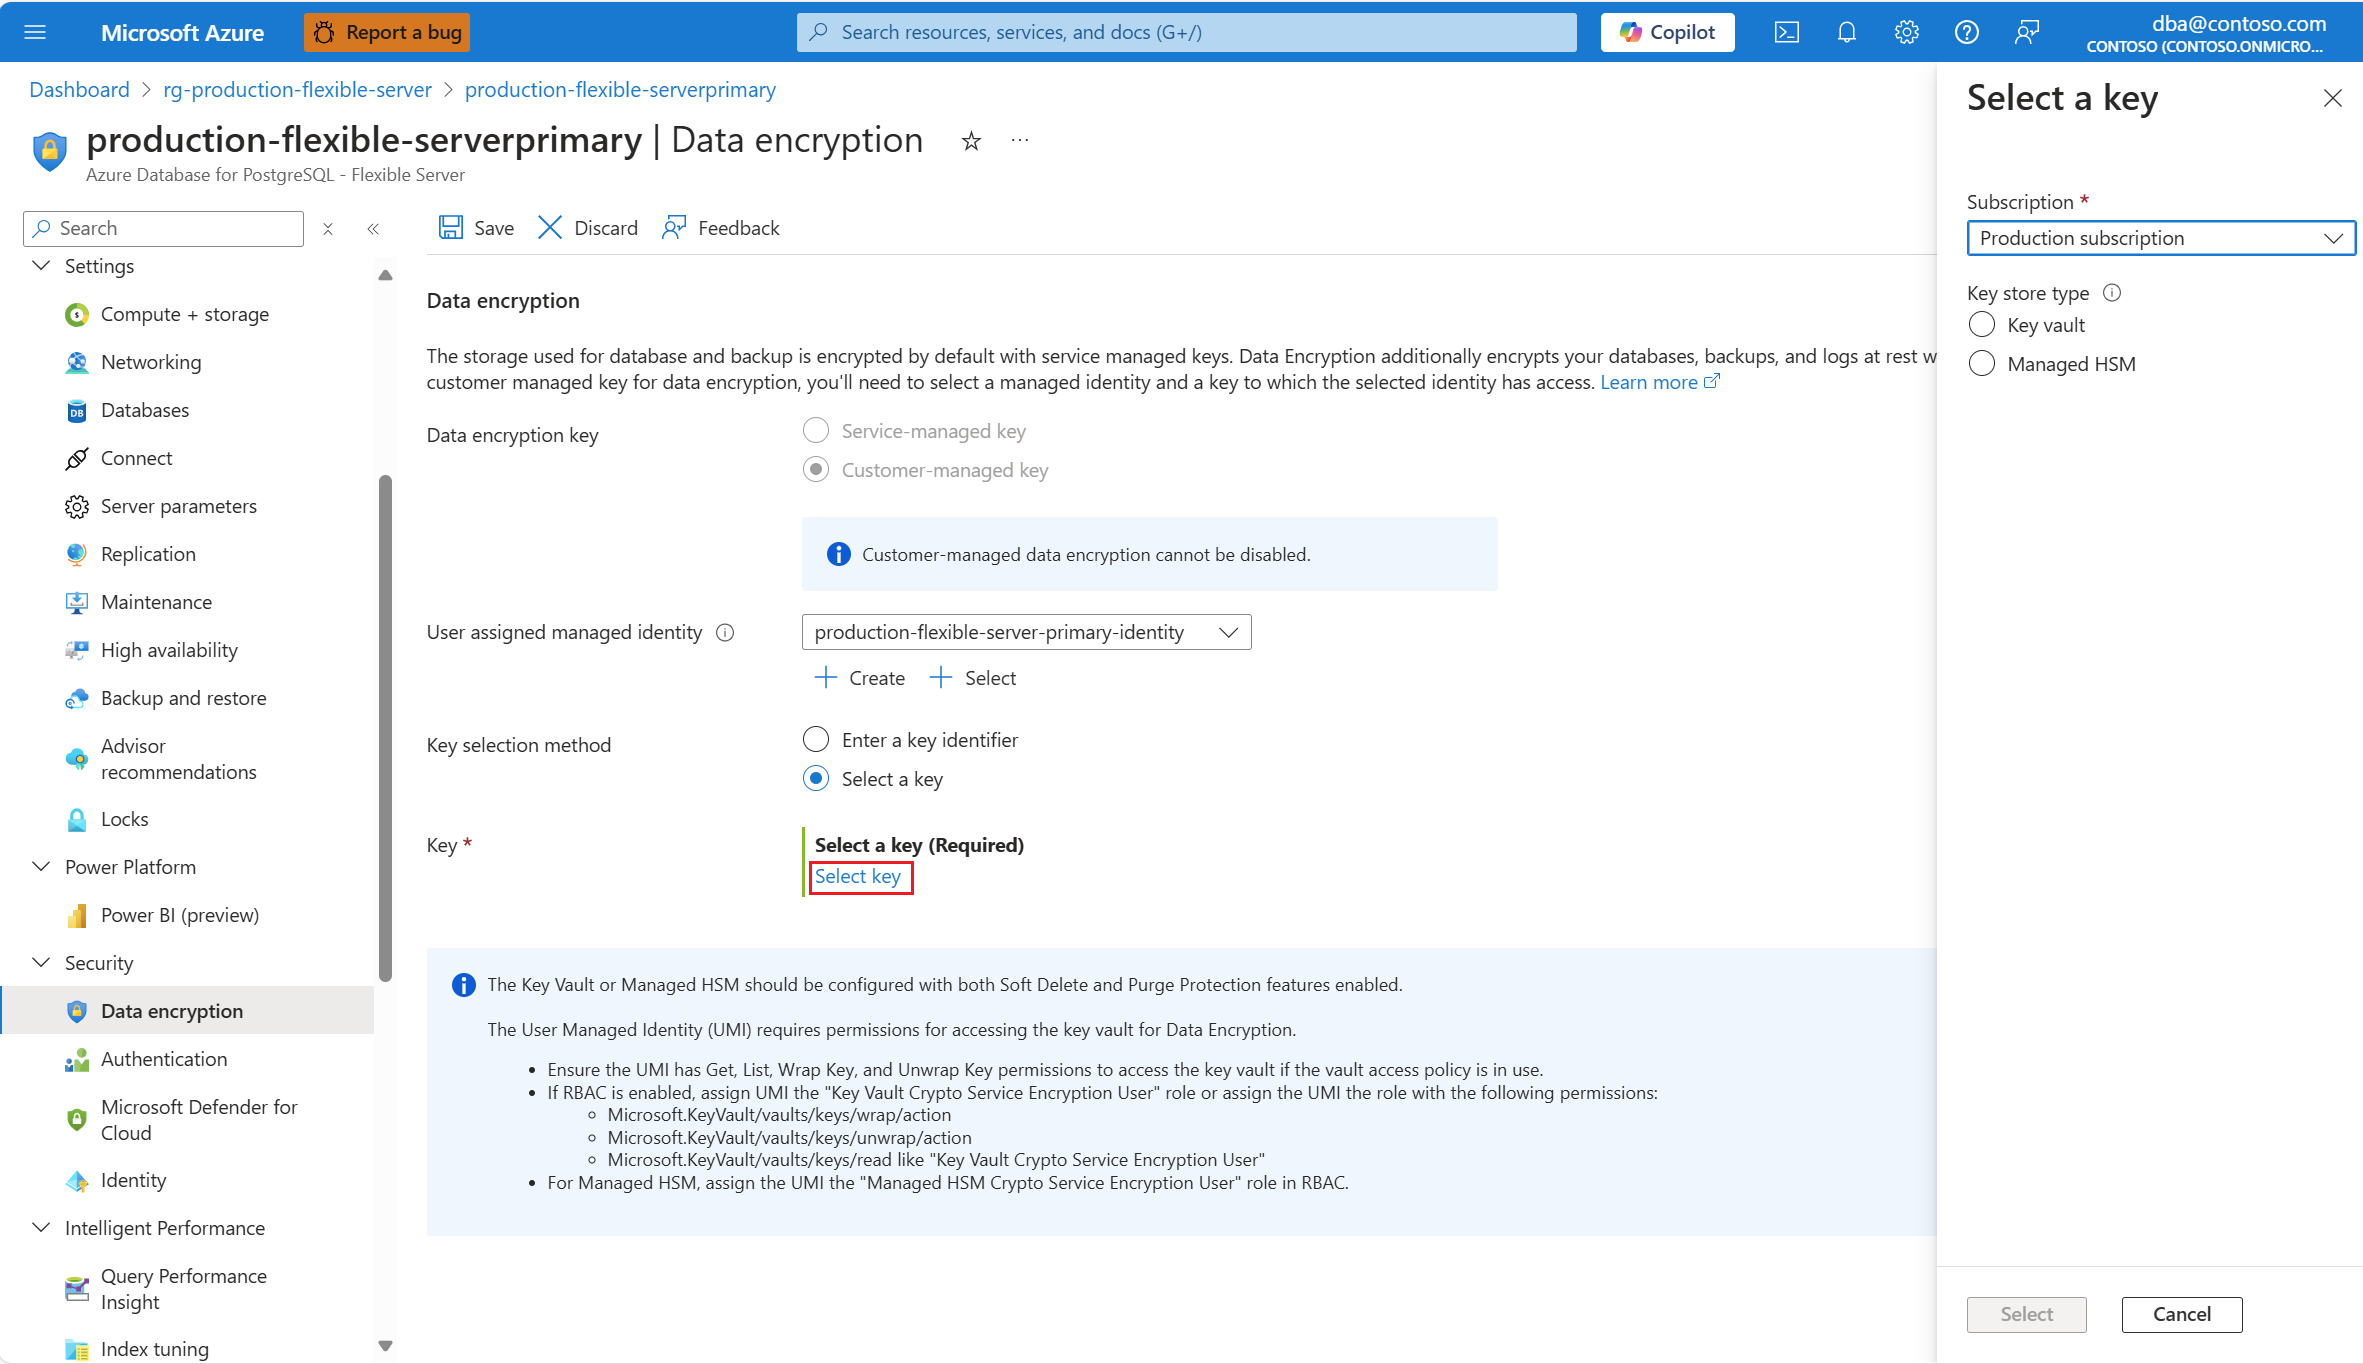 Microsoft Azure
Report a bug
Search resources, services, and docs (G+/)
Copilot
dba@contoso.com
CONTOSO (CONTOSO.ONMICRO...
Dashboard > rg-production-flexible-server > production-flexible-serverprimary
production-flexible-serverprimary | Data encryption
Azure Database for PostgreSQL - Flexible Server
Search
Settings
Compute + storage
Networking
Databases
Connect
Server parameters
Replication
Maintenance
High availability
Backup and restore
Advisor
recommendations
Locks
Power Platform
Power BI (preview)
Security
Data encryption
Authentication
Microsoft Defender for
Cloud
Identity
Intelligent Performance
Query Performance
Insight
Index tuning
Save
Discard
Feedback
Data encryption
The storage used for database and backup is encrypted by default with service managed keys. Data Encryption additionally encrypts your databases, backups, and logs at rest w
customer managed key for data encryption, you'll need to select a managed identity and a key to which the selected identity has access. Learn more
Data encryption key
Service-managed key
Customer-managed key
Customer-managed data encryption cannot be disabled.
User assigned managed identity
production-flexible-server-primary-identity
Create
Select
Key selection method
Enter a key identifier
Select a key
Key *
Select a key (Required)
Select key
The Key Vault or Managed HSM should be configured with both Soft Delete and Purge Protection features enabled.
The User Managed Identity (UMI) requires permissions for accessing the key vault for Data Encryption.
• Ensure the UMI has Get, List, Wrap Key, and Unwrap Key permissions to access the key vault if the vault access policy is in use.
• If RBAC is enabled, assign UMI the "Key Vault Crypto Service Encryption User" role or assign the UMI the role with the following permissions:
Microsoft.KeyVault/vaults/keys/wrap/action
Microsoft.KeyVault/vaults/keys/unwrap/action
Microsoft.KeyVault/vaults/keys/read like "Key Vault Crypto Service Encryption User"
• For Managed HSM, assign the UMI the "Managed HSM Crypto Service Encryption User" role in RBAC.
Select a key
Subscription *
Production subscription
Key store type
Key vault
Managed HSM
Select
Cancel